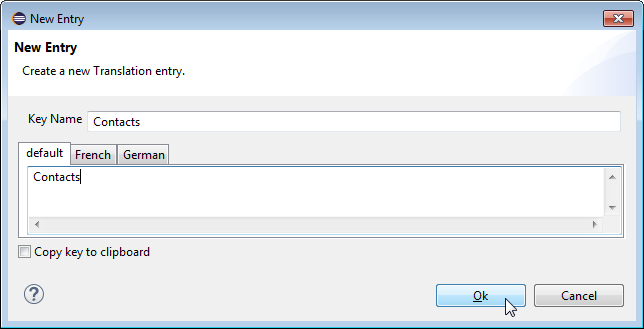 New Entry
New Entry
Create a new Translation entry.
Key Name Contacts
default French German
Contacts
Copy key to clipboard
? Ok Cancel